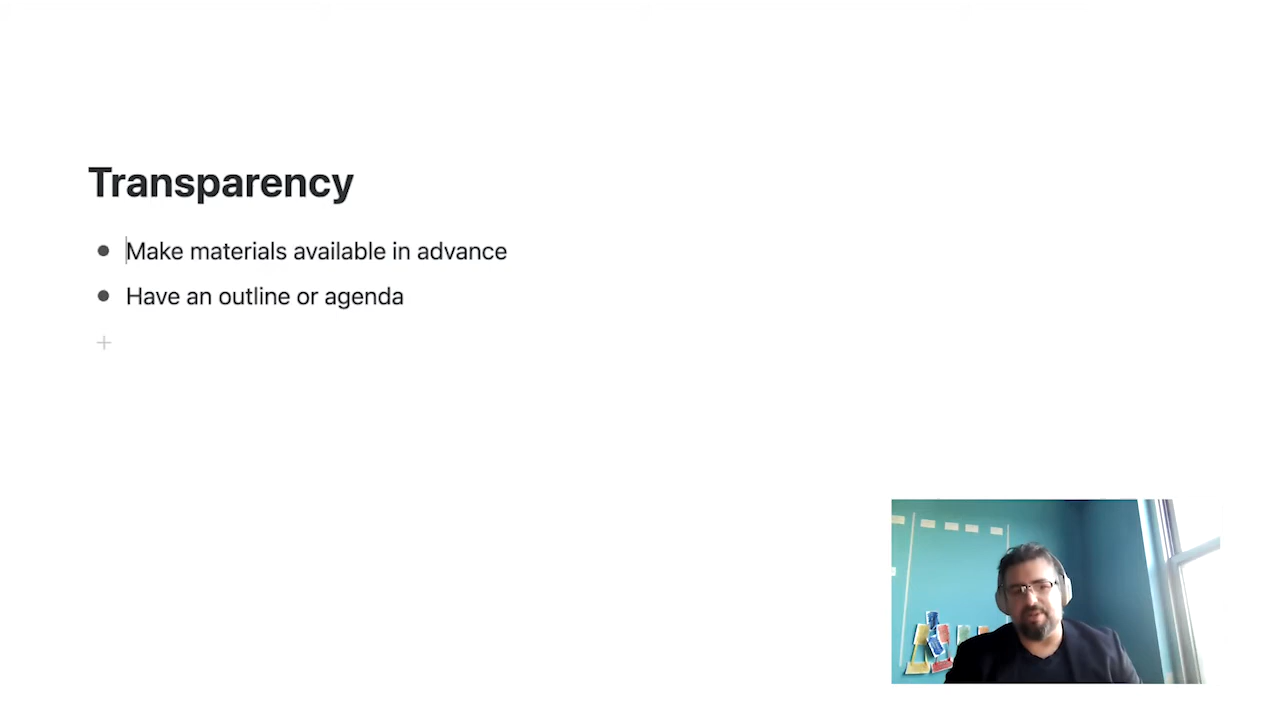 Transparency
Make materials available in advance
Have an outline or agenda